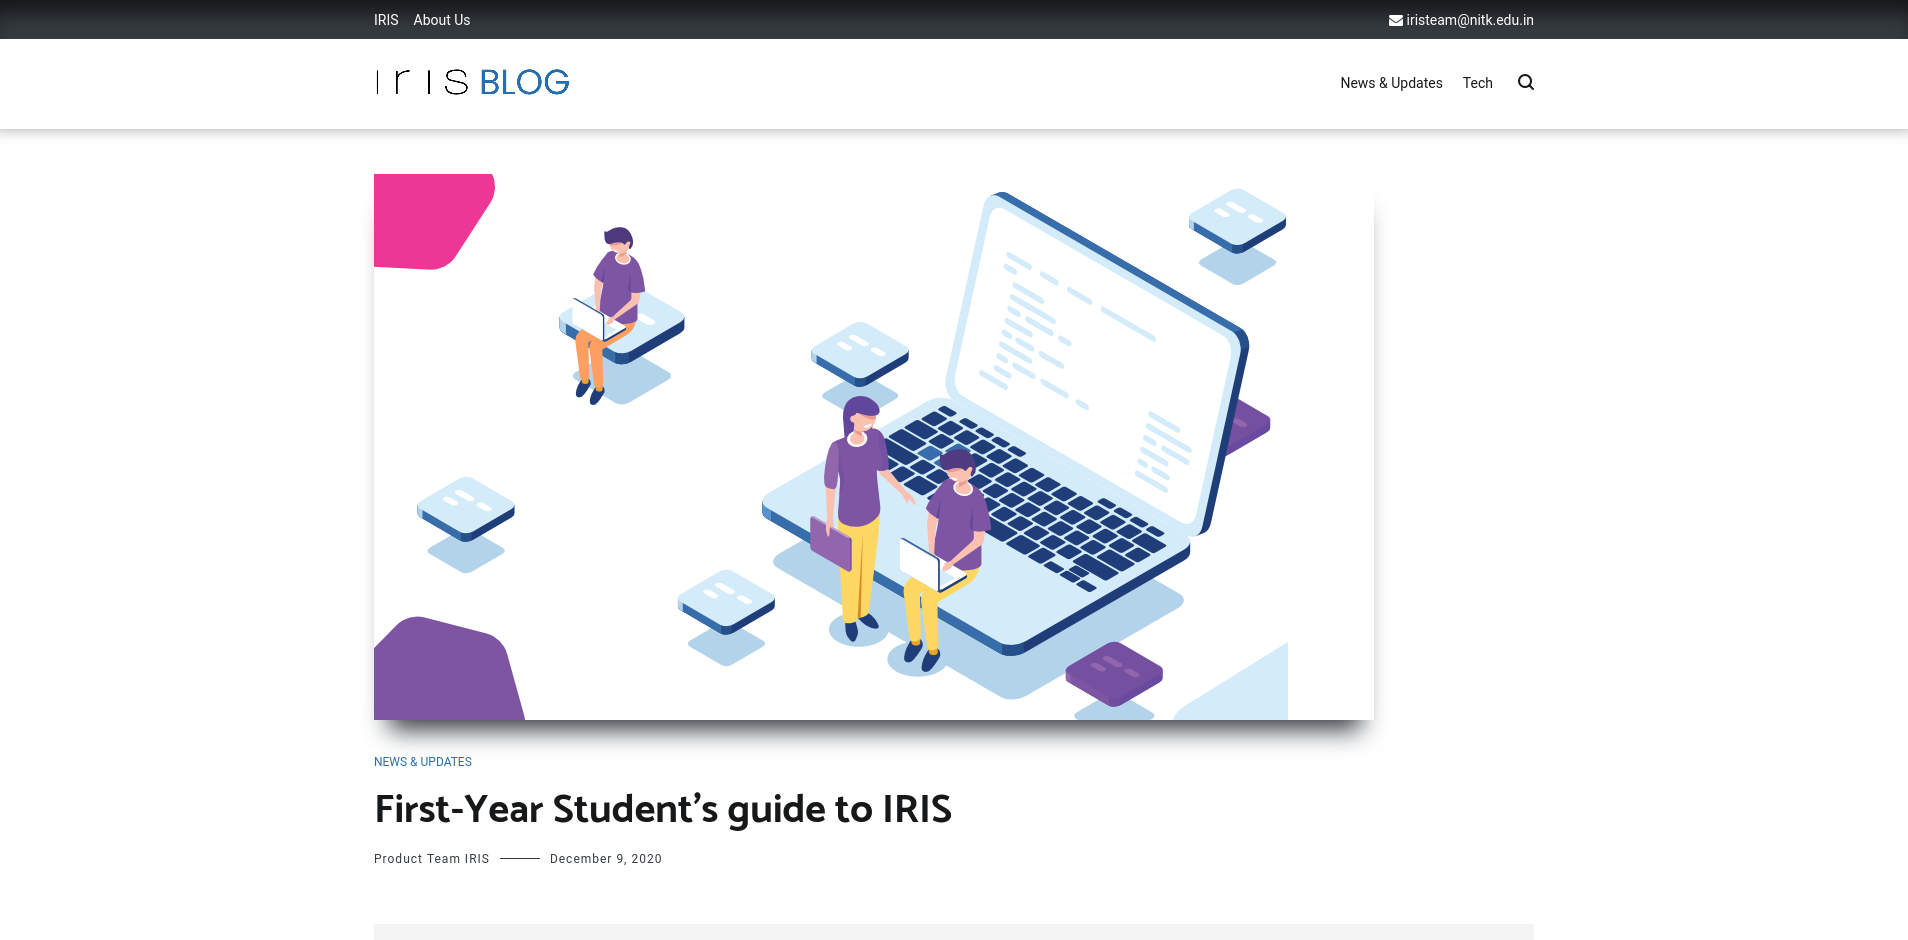 IRIS About Us iristeam@nitk.edu.in
iris BLOG News & Updates Tech
NEWS & UPDATES
First-Year Student’s guide to IRIS
Product Team IRIS December 9, 2020